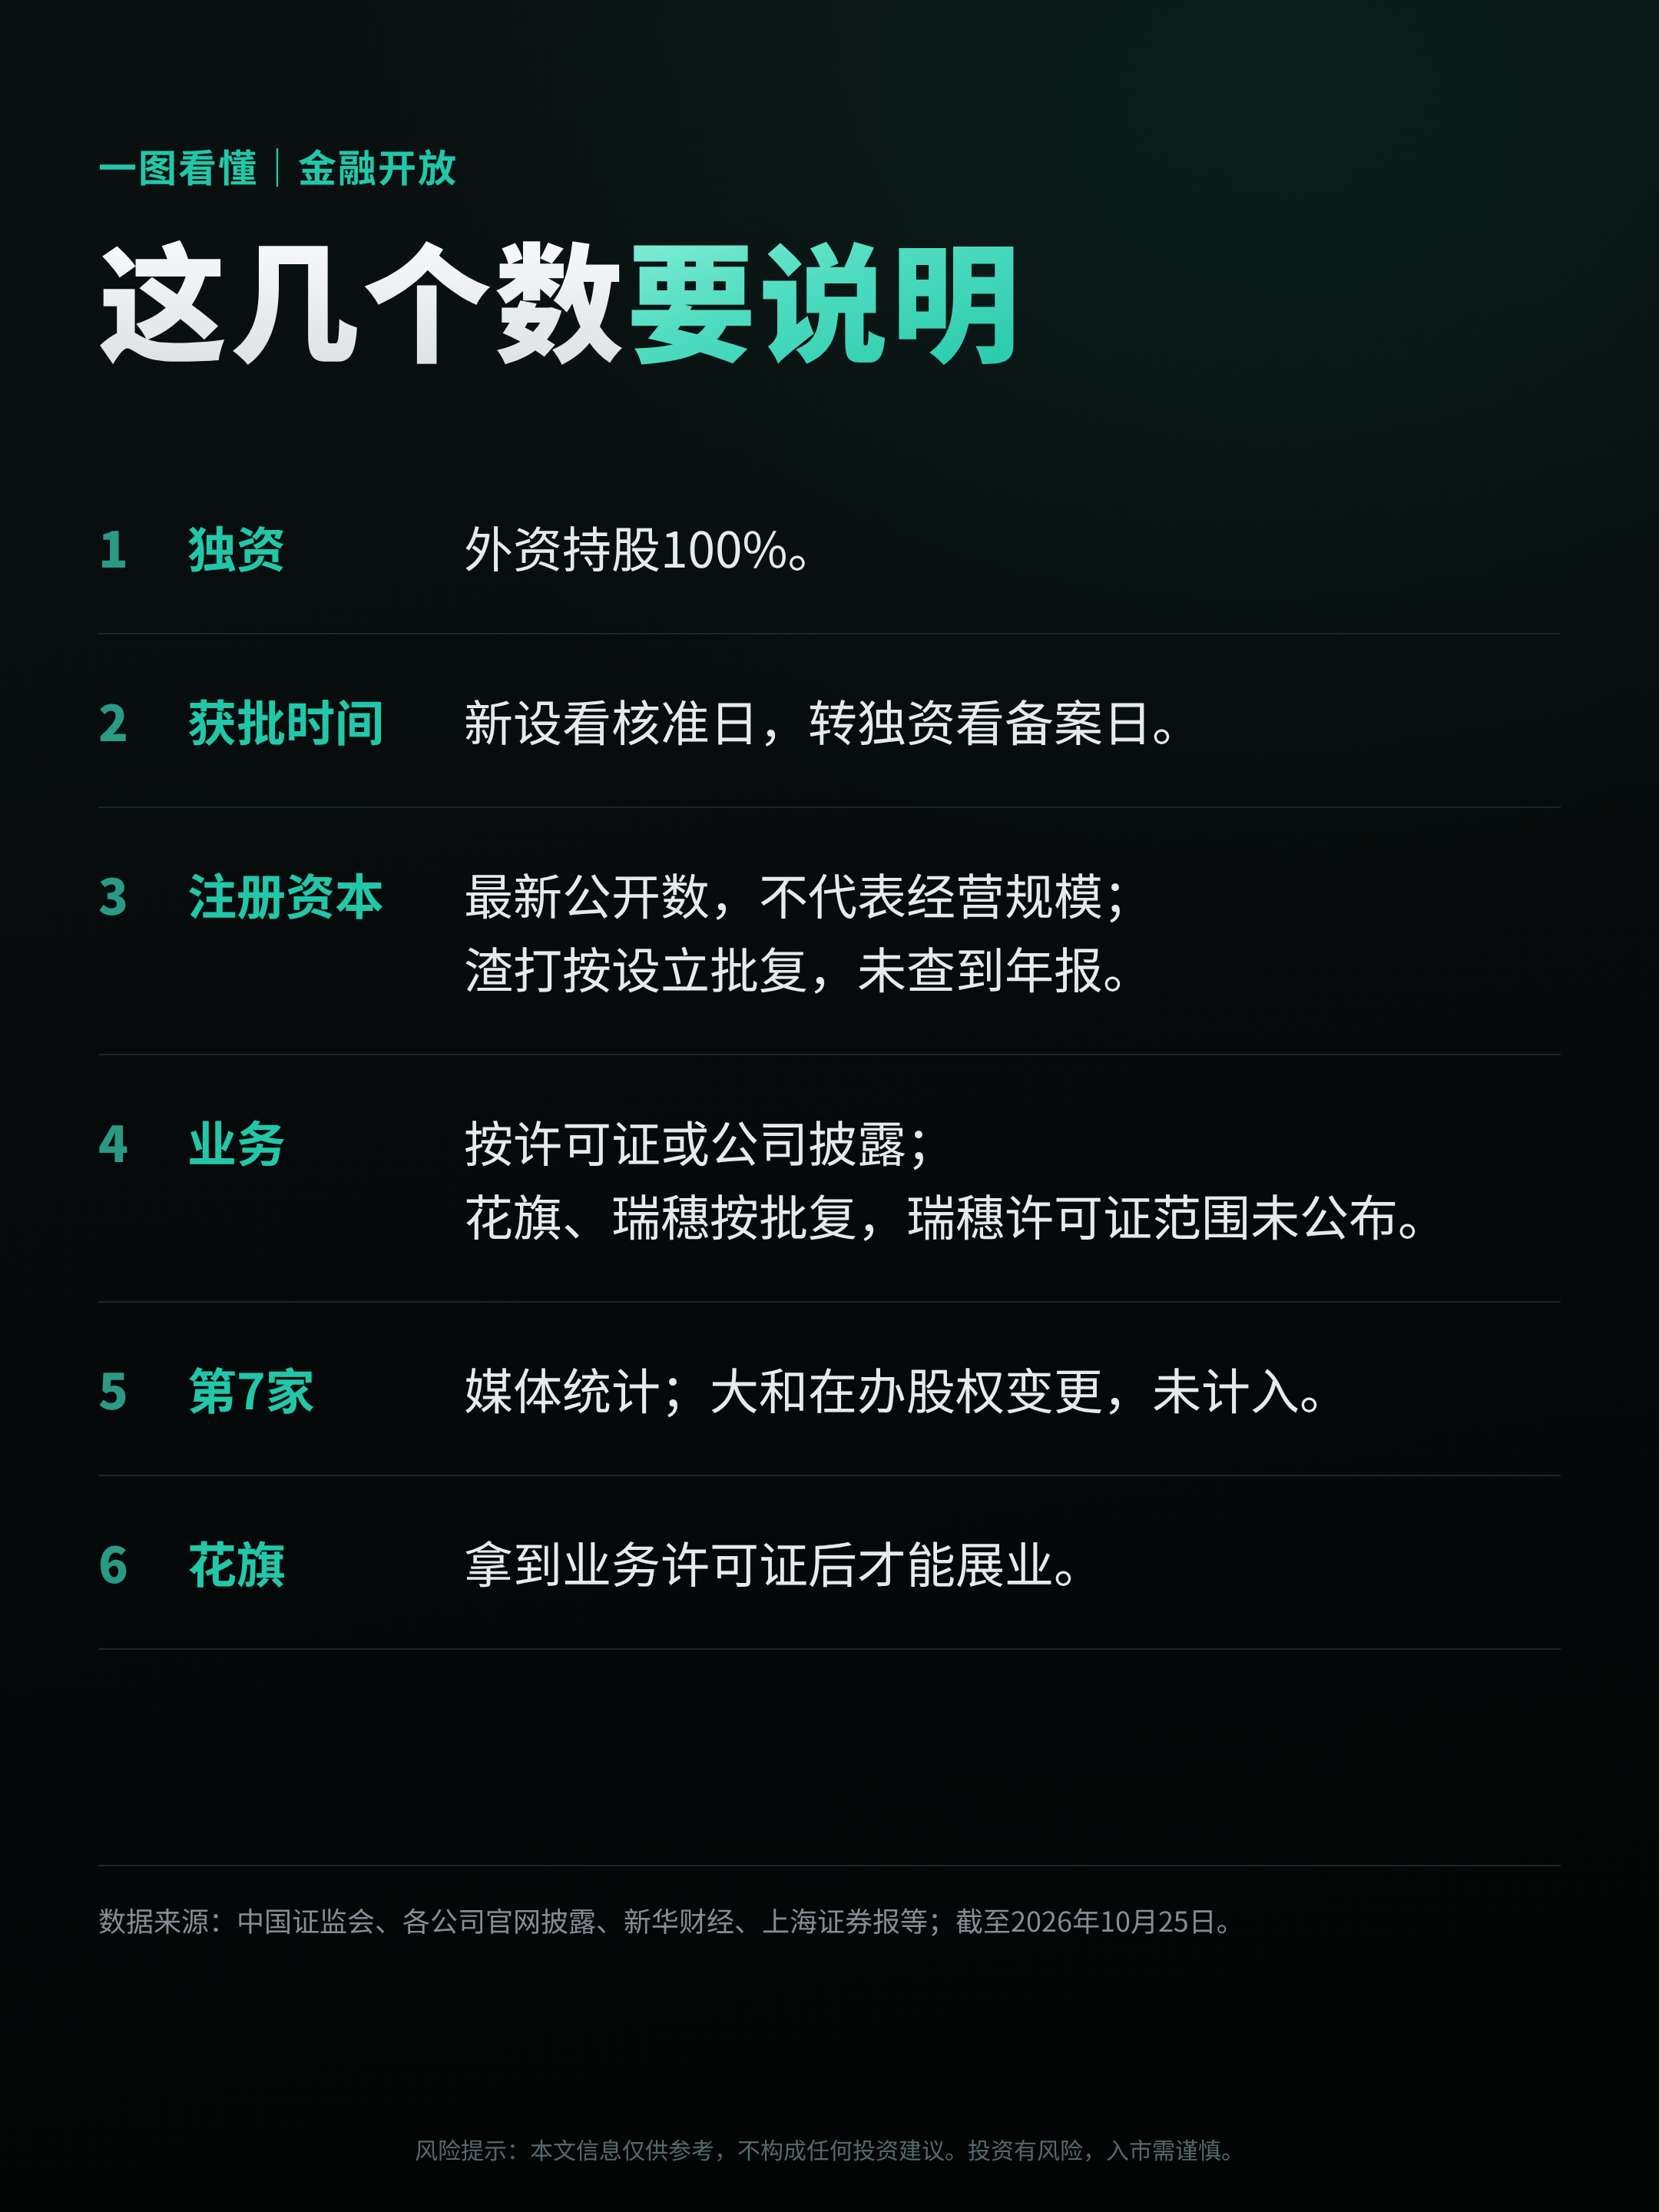 一图看懂｜金融开放
这几个数要说明
1 独资 外资持股100%。
2 获批时间 新设看核准日，转独资看备案日。
3 注册资本 最新公开数，不代表经营规模；
渣打按设立批复，未查到年报。
4 业务 按许可证或公司披露；
花旗、瑞穗按批复，瑞穗许可证范围未公布。
5 第7家 媒体统计；大和在办股权变更，未计入。
6 花旗 拿到业务许可证后才能展业。
数据来源：中国证监会、各公司官网披露、新华财经、上海证券报等；截至2026年10月25日。
风险提示：本文信息仅供参考，不构成任何投资建议。投资有风险，入市需谨慎。